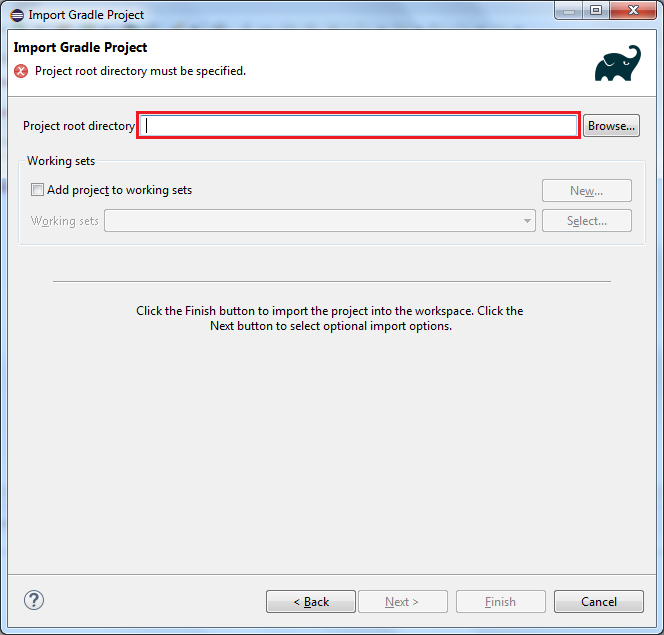 Import Gradle Project
Import Gradle Project
Project root directory must be specified.
Project root directory
Browse...
Working sets
Add project to working sets
New...
Working sets
Select...
Click the Finish button to import the project into the workspace. Click the
Next button to select optional import options.
?
< Back
Next >
Finish
Cancel